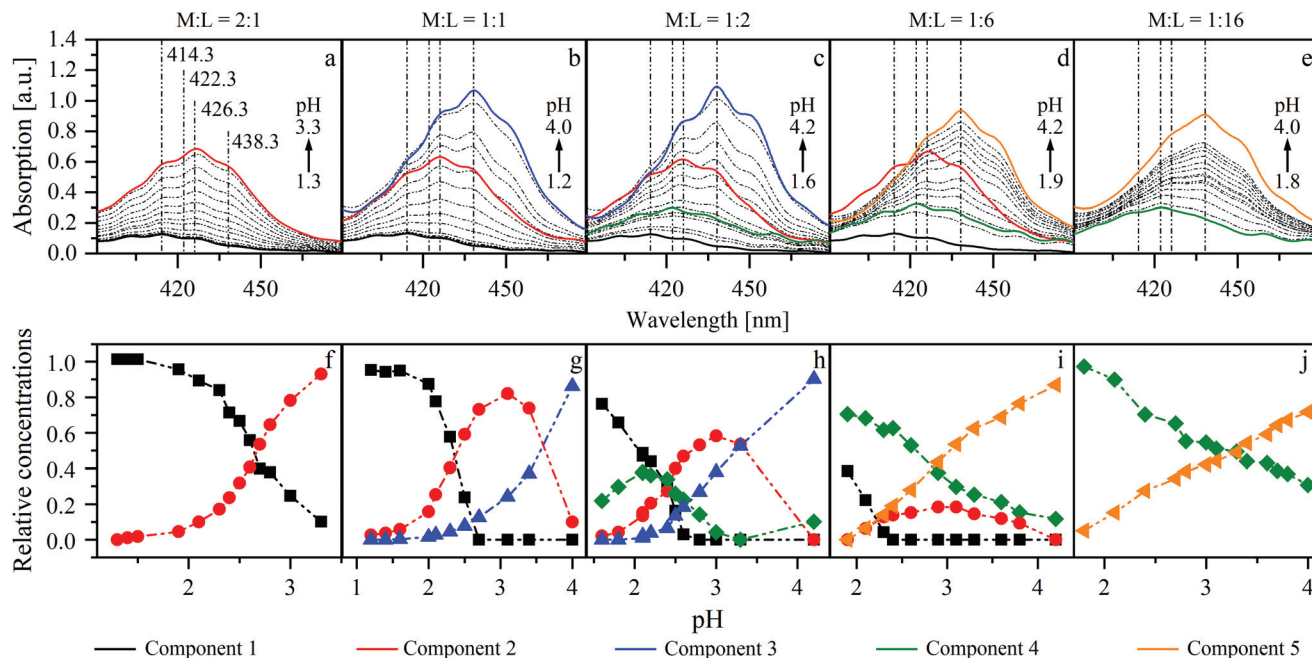 M:L = 2:1 M:L = 1:1 M:L = 1:2 M:L = 1:6 M:L = 1:16
1.4 a b c d e
1.2
1.0
0.8
0.6
0.4
0.2
0.0
Absorption [a.u.]
414.3
422.3
426.3
438.3
pH
3.3
1.3
pH
4.0
1.2
pH
4.2
1.6
pH
4.2
1.9
pH
4.0
1.8
420 450 420 450 420 450 420 450 420 450
Wavelength [nm]
f g h i j
1.0
0.8
0.6
0.4
0.2
0.0
Relative concentrations
2 3 1 2 3 4 2 3 4 2 3 4 2 3 4
pH
Component 1 Component 2 Component 3 Component 4 Component 5